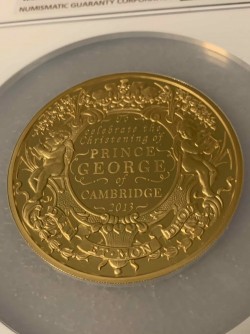 NUMISMATIC GUARANTY CORPORATION
To
celebrate the
Christening of
PRINCE
GEORGE
of
CAMBRIDGE
2013